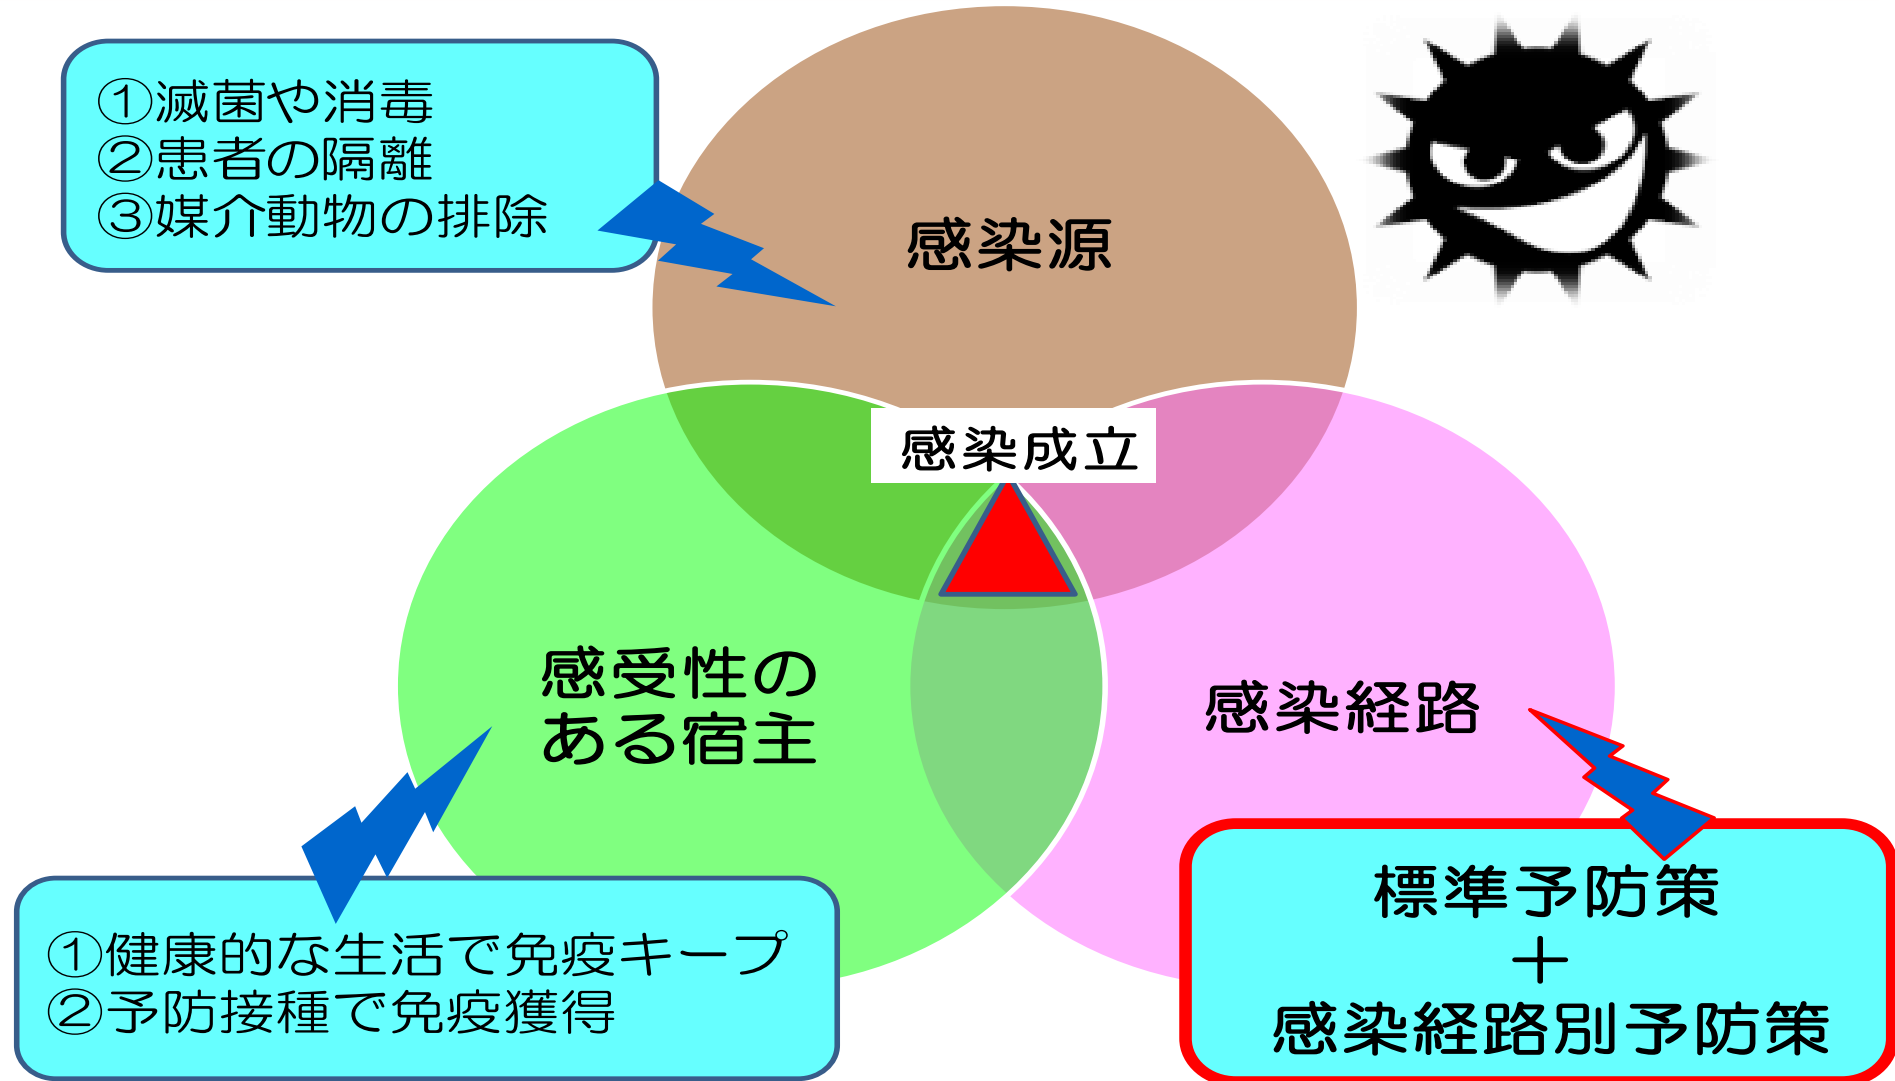 ①滅菌や消毒
②患者の隔離
③媒介動物の排除
感染源
感染成立
感受性の
ある宿主
感染経路
①健康的な生活で免疫キープ
②予防接種で免疫獲得
標準予防策
＋
感染経路別予防策